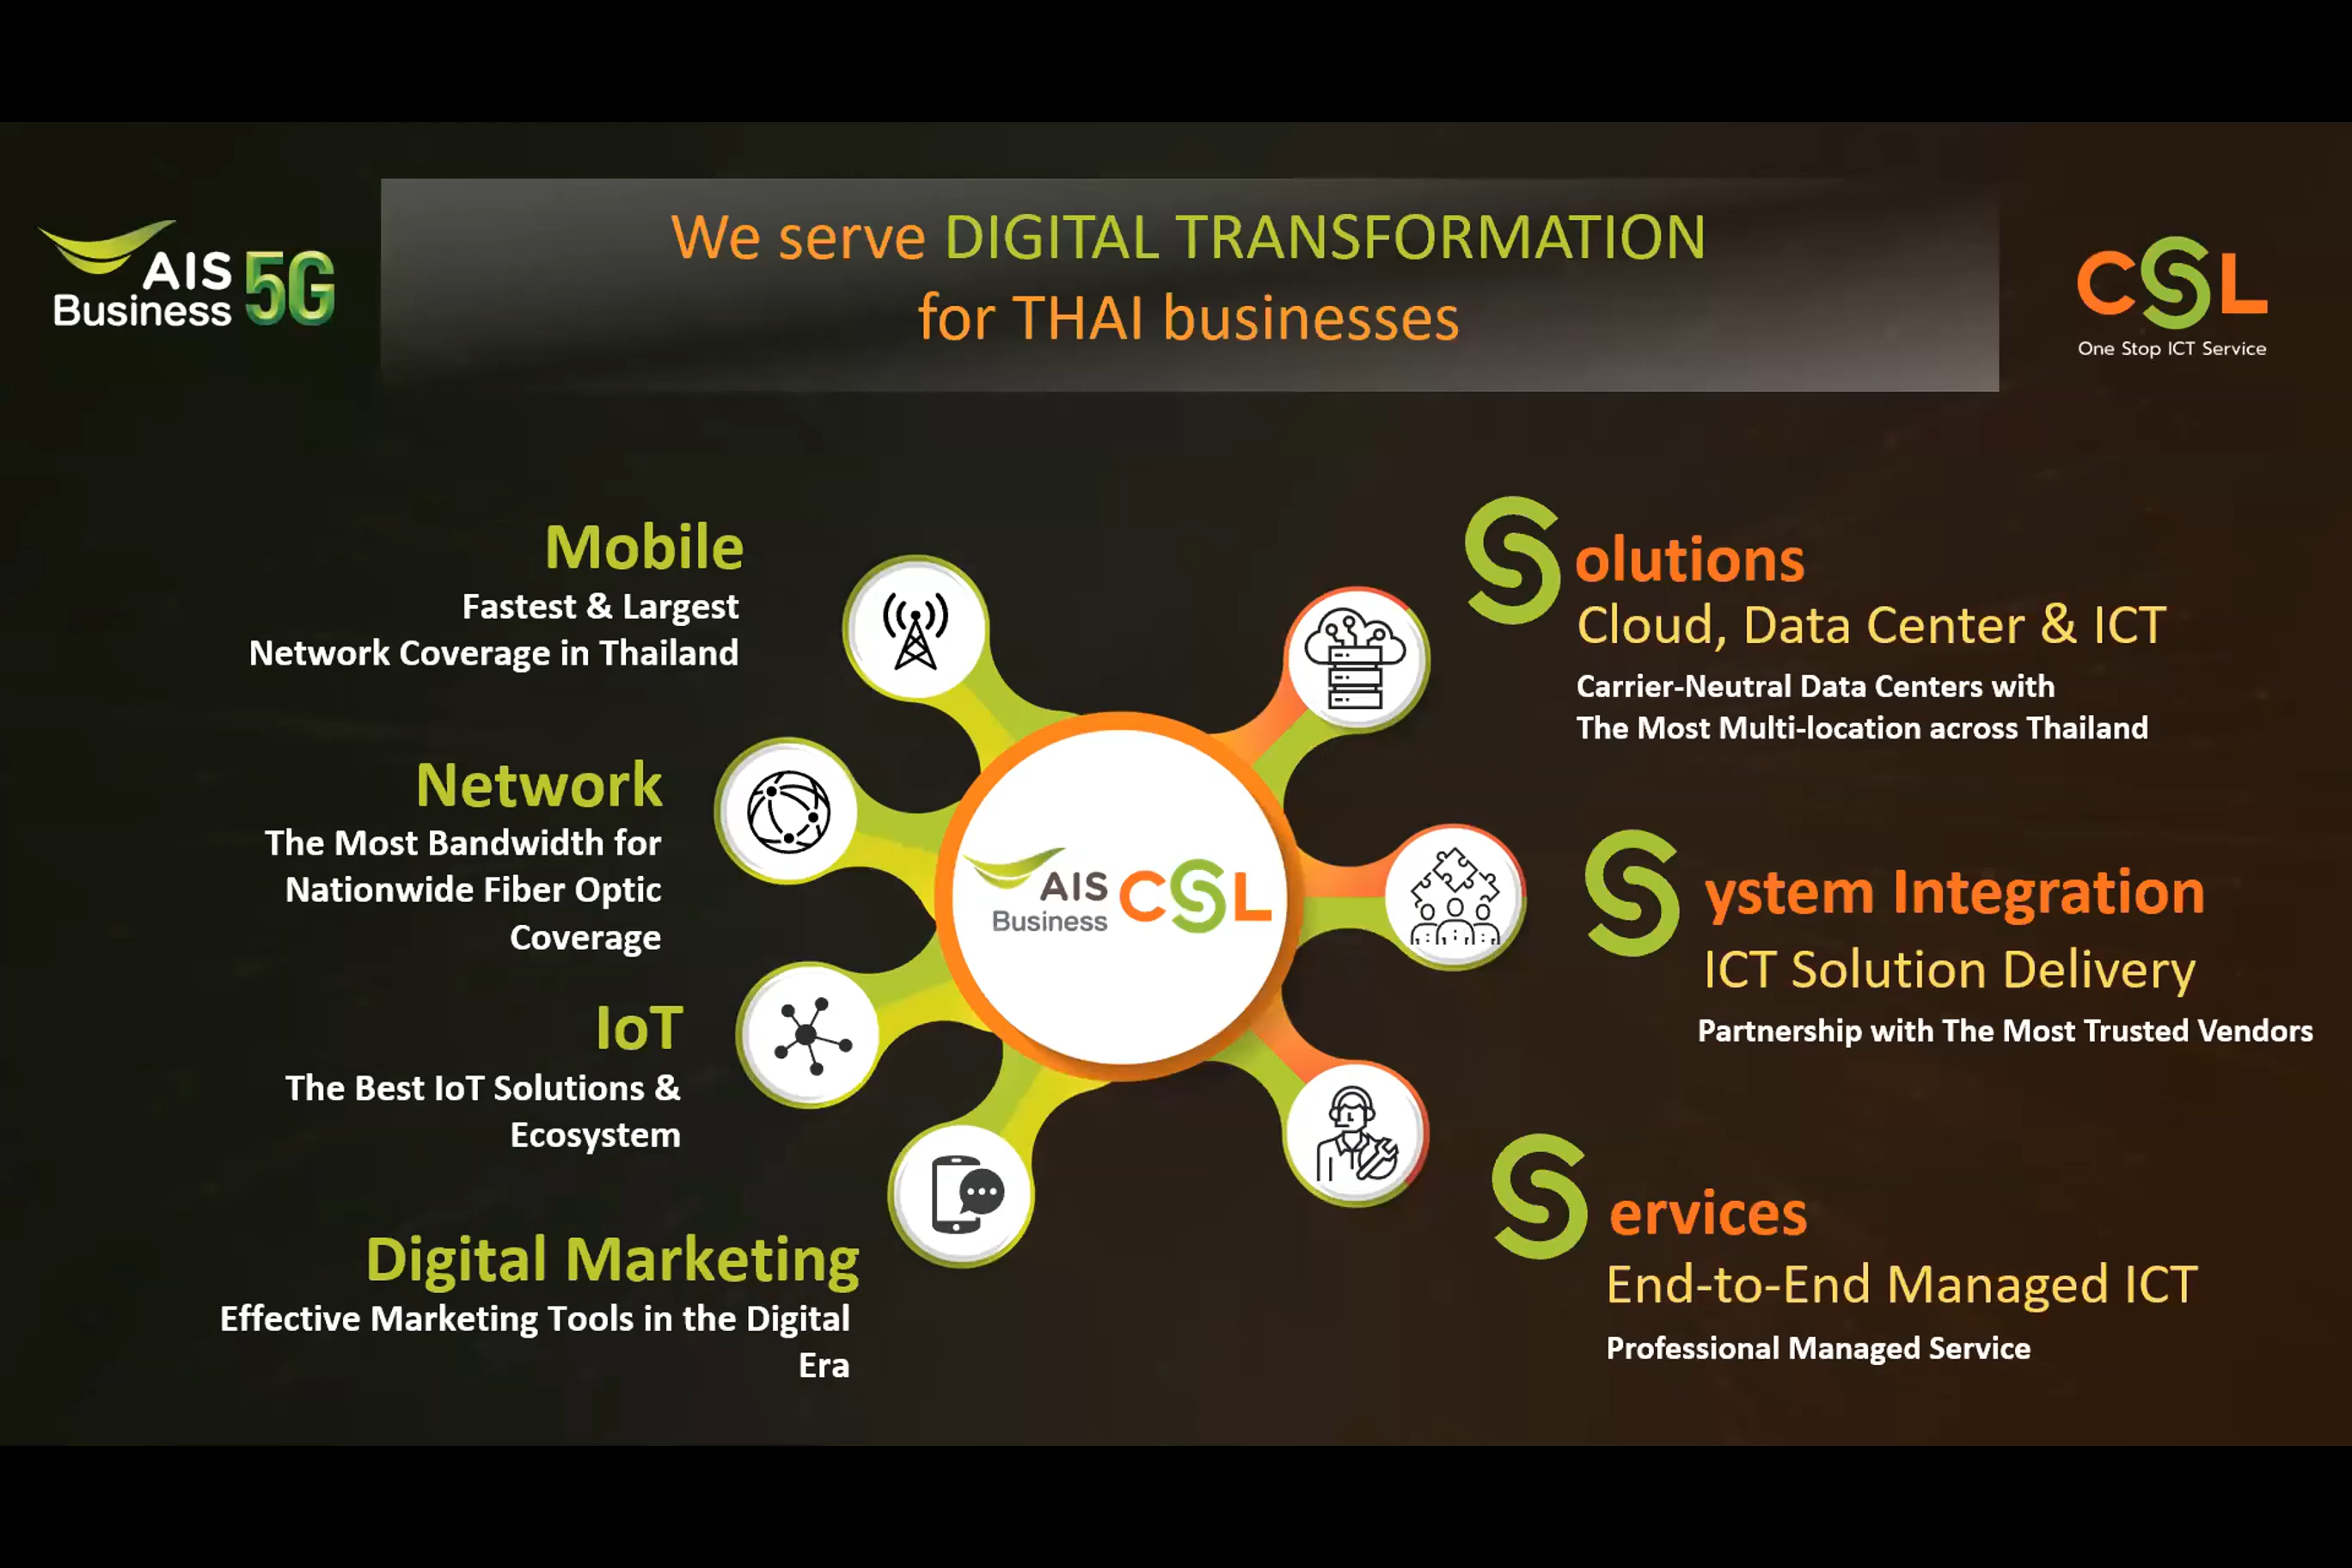 We serve DIGITAL TRANSFORMATION
for THAI businesses
AIS
Business 5G
CSL
One Stop ICT Service
Mobile
Fastest & Largest
Network Coverage in Thailand
Network
The Most Bandwidth for
Nationwide Fiber Optic
Coverage
IoT
The Best IoT Solutions &
Ecosystem
Digital Marketing
Effective Marketing Tools in the Digital
Era
AIS
Business CSL
Solutions
Cloud, Data Center & ICT
Carrier-Neutral Data Centers with
The Most Multi-location across Thailand
System Integration
ICT Solution Delivery
Partnership with The Most Trusted Vendors
Services
End-to-End Managed ICT
Professional Managed Service